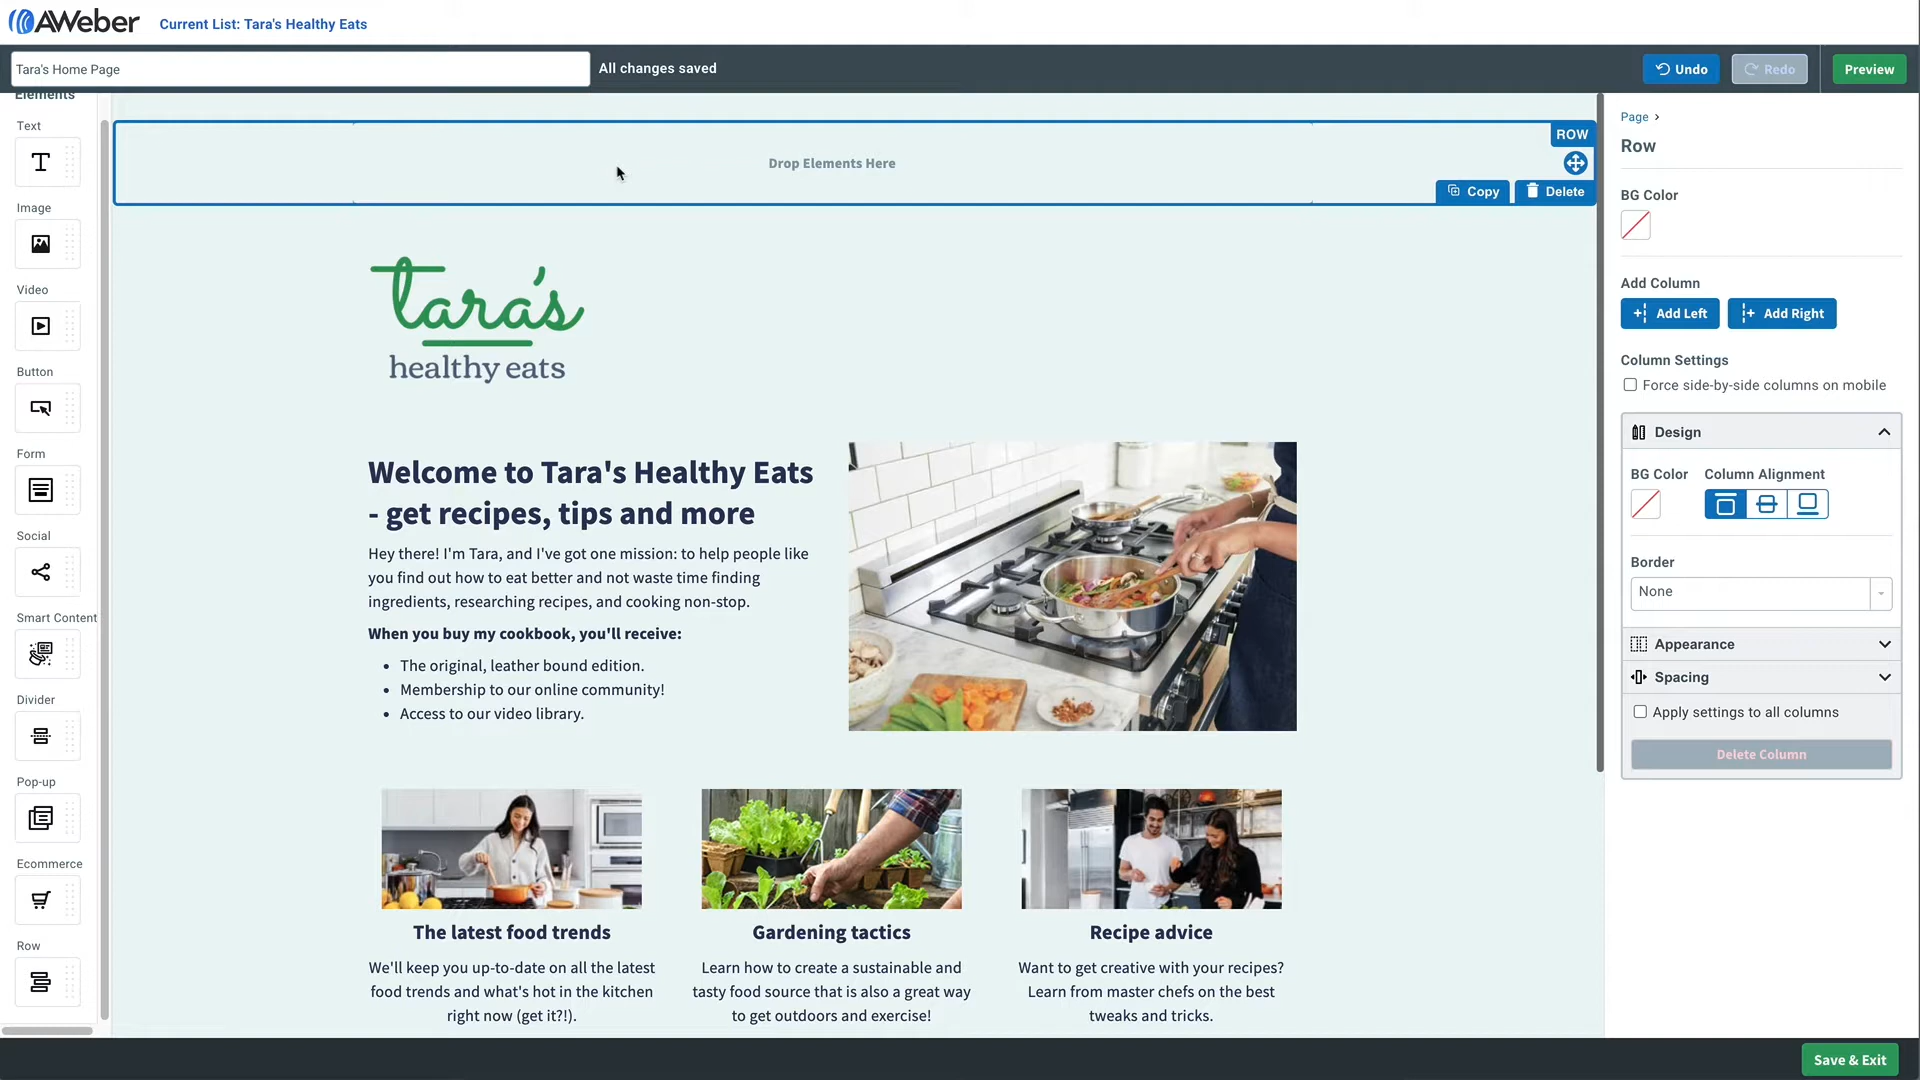 AWeber
Current List: Tara's Healthy Eats
Tara's Home Page
All changes saved
Undo
Redo
Preview
Elements
Text
Image
Video
Button
Form
Social
Smart Content
Divider
Pop-up
Ecommerce
Row
Drop Elements Here
ROW
Copy
Delete
tara's
healthy eats
Welcome to Tara's Healthy Eats
- get recipes, tips and more
Hey there! I'm Tara, and I've got one mission: to help people like
you find out how to eat better and not waste time finding
ingredients, researching recipes, and cooking non-stop.
When you buy my cookbook, you'll receive:
• The original, leather bound edition.
• Membership to our online community!
• Access to our video library.
The latest food trends
We'll keep you up-to-date on all the latest
food trends and what's hot in the kitchen
right now (get it?!).
Gardening tactics
Learn how to create a sustainable and
tasty food source that is also a great way
to get outdoors and exercise!
Recipe advice
Want to get creative with your recipes?
Learn from master chefs on the best
tweaks and tricks.
Page ›
Row
BG Color
Add Column
Add Left
Add Right
Column Settings
Force side-by-side columns on mobile
Design
BG Color
Column Alignment
Border
None
Appearance
Spacing
Apply settings to all columns
Delete Column
Save & Exit